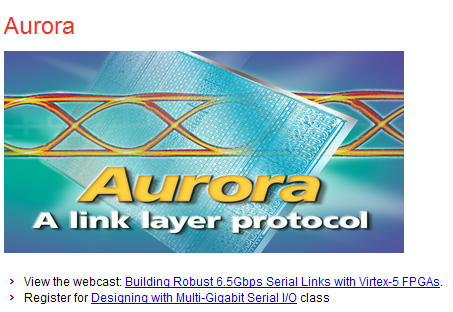 Aurora
Aurora
A link layer protocol
View the webcast: Building Robust 6.5Gbps Serial Links with Virtex-5 FPGAs.
Register for Designing with Multi-Gigabit Serial I/O class